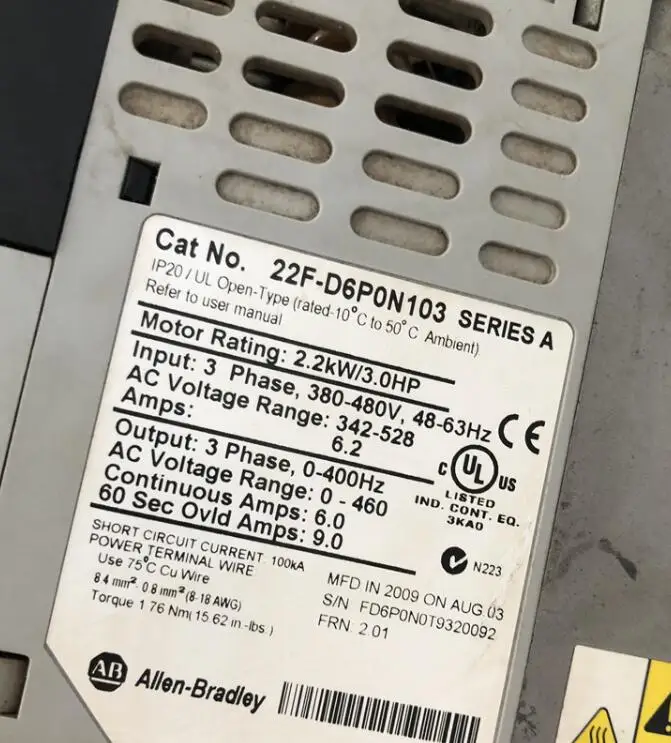 Cat No. 22F-D6P0N103 SERIES A
IP20 / UL Open-Type (rated-10°C to 50°C Ambient)
Refer to user manual
Motor Rating: 2.2kW/3.0HP
Input: 3 Phase, 380-480V, 48-63Hz
AC Voltage Range: 342-528
Amps: 6.2
Output: 3 Phase, 0-400Hz
AC Voltage Range: 0 - 460
Continuous Amps: 6.0
60 Sec Ovld Amps: 9.0
CE
C UL US
LISTED
IND. CONT. EQ.
3KA0
N223
SHORT CIRCUIT CURRENT 100kA
POWER TERMINAL WIRE
Use 75°C Cu Wire
8.4 mm²- 0.8 mm² (8-18 AWG)
Torque 1.76 Nm( 15.62 in.-lbs.)
MFD IN 2009 ON AUG 03
S/N FD6P0N0T9320092
FRN: 2.01
AB Allen-Bradley